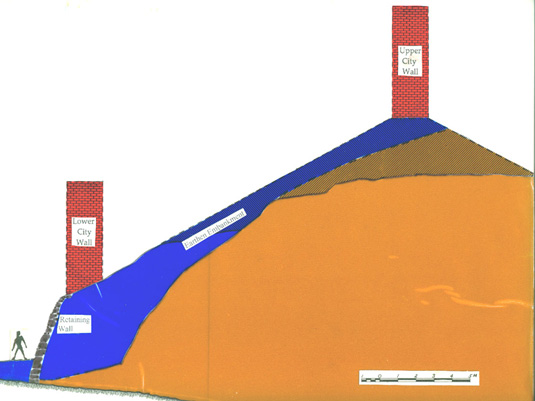 Upper
City
Wall
Lower
City
Wall
Earthen Embankment
Retaining
Wall
0 1 2 3 4 5 M